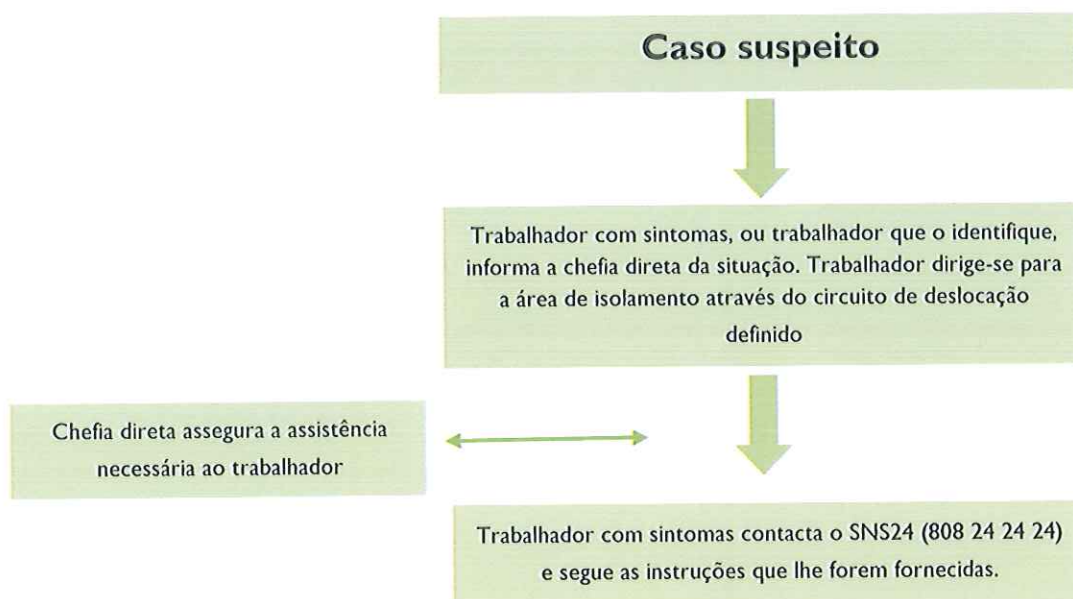 Caso suspeito
Trabalhador com sintomas, ou trabalhador que o identifique,
informa a chefia direta da situação. Trabalhador dirige-se para
a área de isolamento através do circuito de deslocação
definido
Chefia direta assegura a assistência
necessária ao trabalhador
Trabalhador com sintomas contacta o SNS24 (808 24 24 24)
e segue as instruções que lhe forem fornecidas.